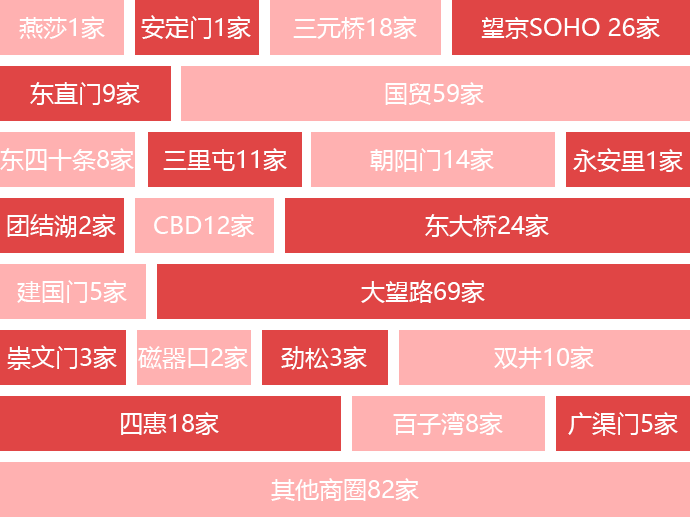 燕莎1家
安定门1家
三元桥18家
望京SOHO 26家
东直门9家
国贸59家
东四十条8家
三里屯11家
朝阳门14家
永安里1家
团结湖2家
CBD12家
东大桥24家
建国门5家
大望路69家
崇文门3家
磁器口2家
劲松3家
双井10家
四惠18家
百子湾8家
广渠门5家
其他商圈82家